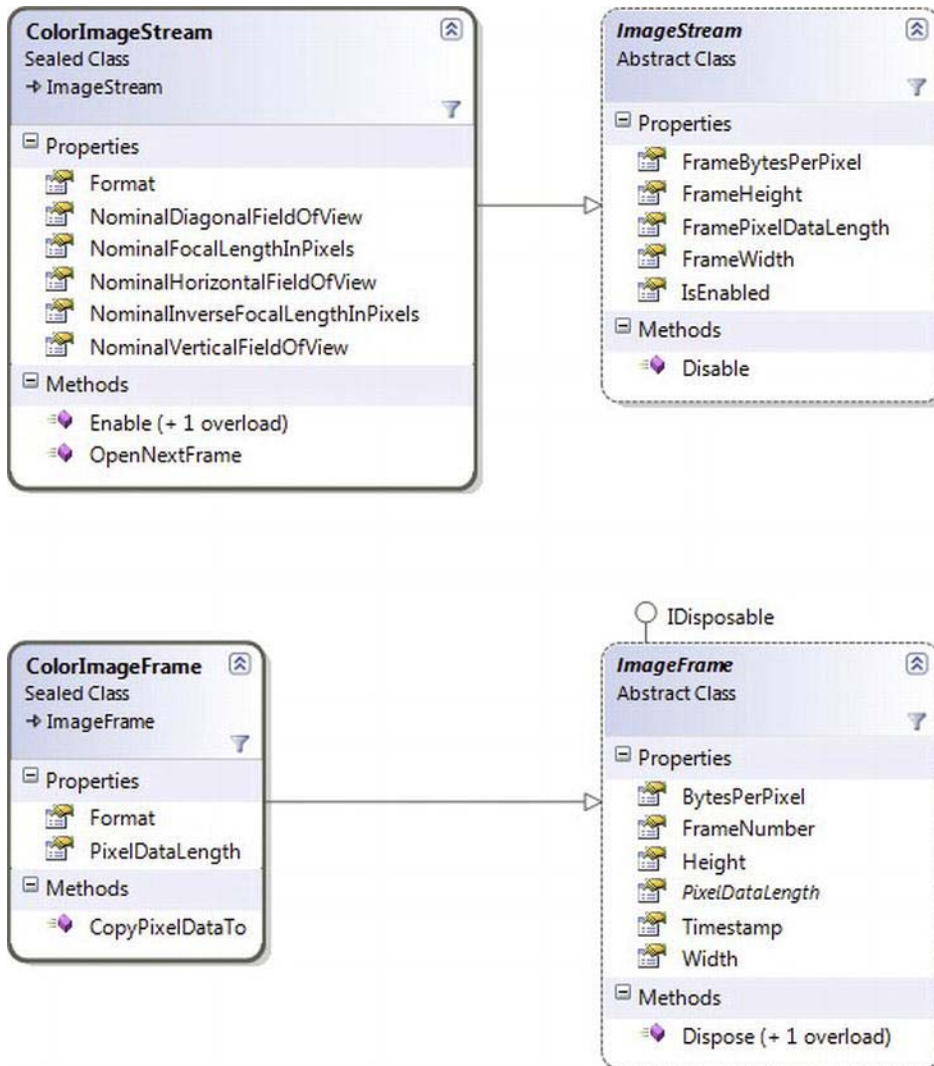 ColorImageStream
Sealed Class
ImageStream
Properties
Format
NominalDiagonalFieldOfView
NominalFocalLengthInPixels
NominalHorizontalFieldOfView
NominalInverseFocalLengthInPixels
NominalVerticalFieldOfView
Methods
Enable (+ 1 overload)
OpenNextFrame
ImageStream
Abstract Class
Properties
FrameBytesPerPixel
FrameHeight
FramePixelDataLength
FrameWidth
IsEnabled
Methods
Disable
ColorImageFrame
Sealed Class
ImageFrame
Properties
Format
PixelDataLength
Methods
CopyPixelDataTo
IDisposable
ImageFrame
Abstract Class
Properties
BytesPerPixel
FrameNumber
Height
PixelDataLength
Timestamp
Width
Methods
Dispose (+ 1 overload)